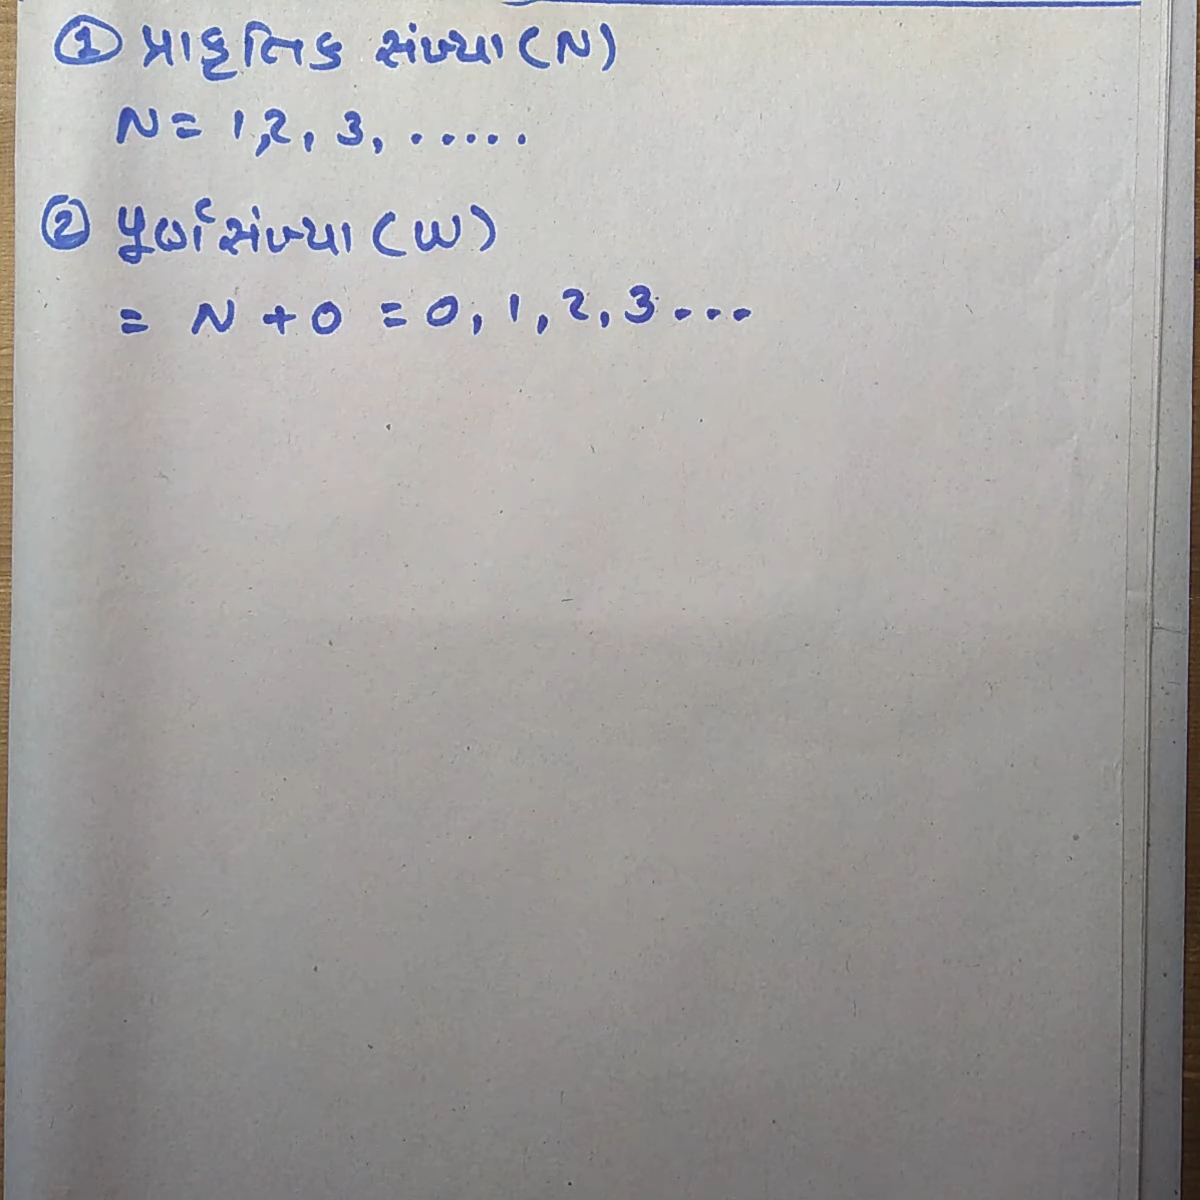 ① પ્રાકૃતિક સંખ્યા (N)
N = 1, 2, 3, .....
② પૂર્ણ સંખ્યા (W)
= N + 0 = 0, 1, 2, 3...